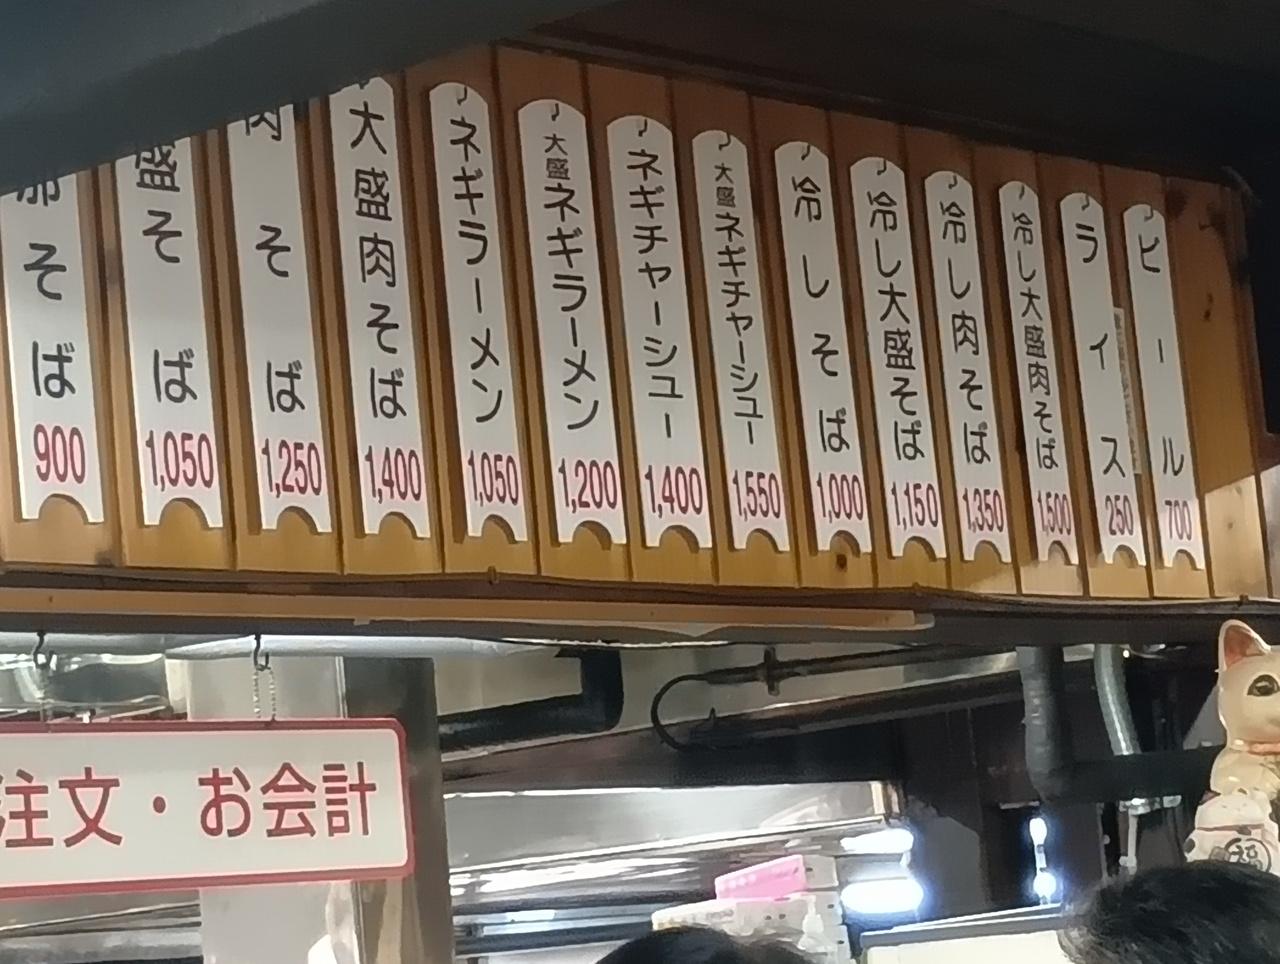 そば 900
盛そば 1,050
肉そば 1,250
大盛肉そば 1,400
ネギラーメン 1,050
大盛ネギラーメン 1,200
ネギチャーシュー 1,400
大盛ネギチャーシュー 1,550
冷しそば 1,000
冷し大盛そば 1,150
冷し肉そば 1,350
冷し大盛肉そば 1,500
ライス 250
ビール 700
注文・お会計
福